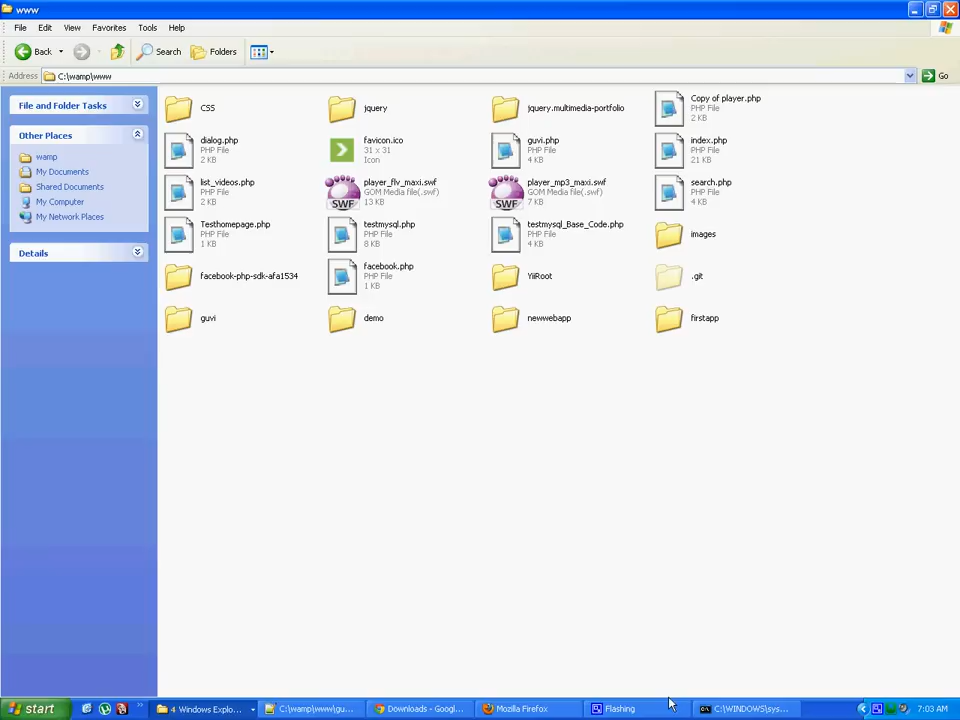 www
File Edit View Favorites Tools Help
Back Search Folders
Address C:\wamp\www Go
File and Folder Tasks
Other Places
wamp
My Documents
Shared Documents
My Computer
My Network Places
Details
CSS
jquery
jquery.multimedia-portfolio
Copy of player.php
PHP File
2 KB
dialog.php
PHP File
2 KB
favicon.ico
31 x 31
Icon
guvi.php
PHP File
4 KB
index.php
PHP File
21 KB
list_videos.php
PHP File
2 KB
player_flv_maxi.swf
GOM Media file(.swf)
13 KB
player_mp3_maxi.swf
GOM Media file(.swf)
7 KB
search.php
PHP File
4 KB
Testhomepage.php
PHP File
1 KB
testmysql.php
PHP File
8 KB
testmysql_Base_Code.php
PHP File
4 KB
images
facebook-php-sdk-afa1534
facebook.php
PHP File
1 KB
YiiRoot
.git
guvi
demo
newwebapp
firstapp
SWF
SWF
start 4 Windows Explo... C:\wamp\www\gu... Downloads - Googl... Mozilla Firefox Flashing C:\WINDOWS\sys... 7:03 AM